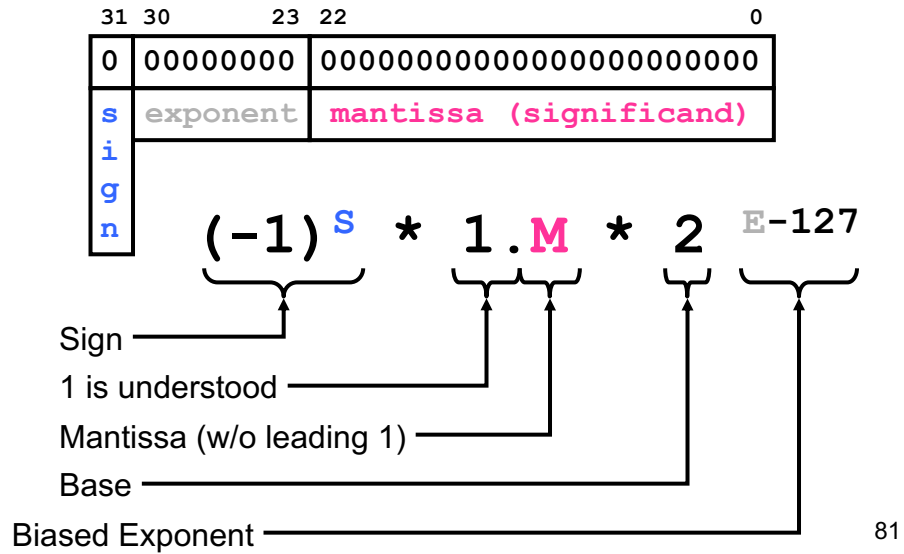 31 30 23 22 0
0 00000000 00000000000000000000000
sign exponent mantissa (significand)
(-1)S * 1.M * 2 E-127
Sign
1 is understood
Mantissa (w/o leading 1)
Base
Biased Exponent
81